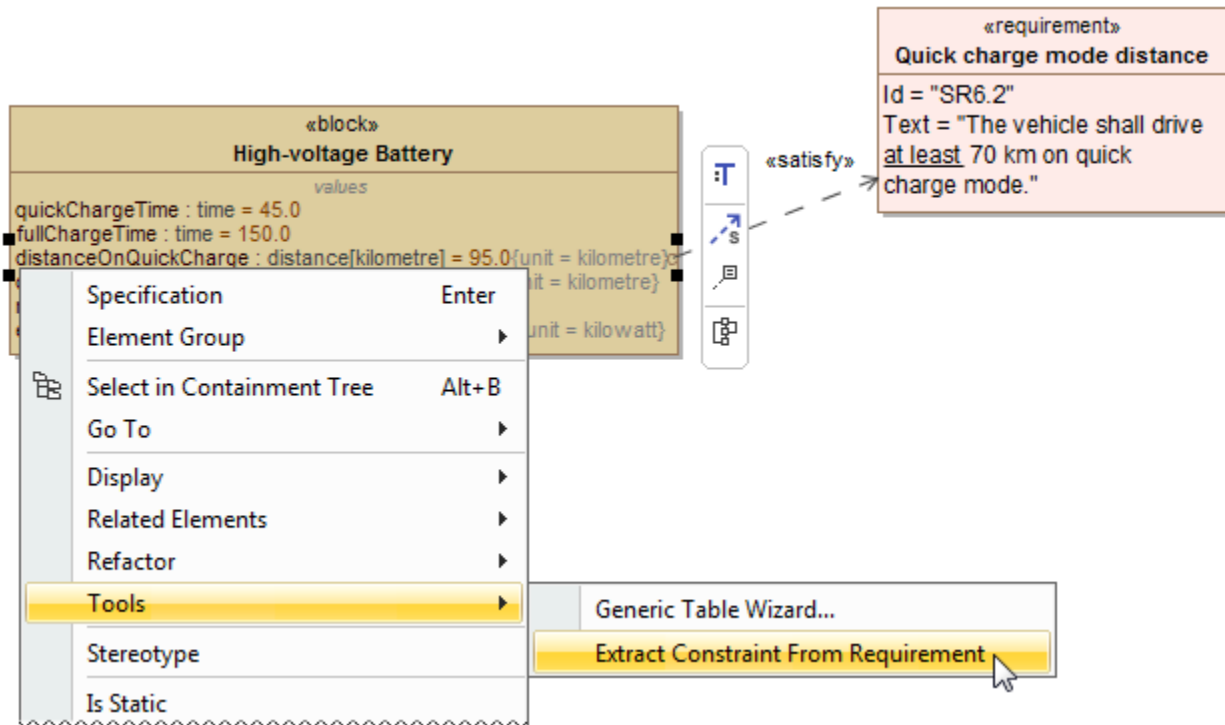 «requirement»
Quick charge mode distance
Id = "SR6.2"
Text = "The vehicle shall drive
at least 70 km on quick
charge mode."
«block»
High-voltage Battery
values
quickChargeTime : time = 45.0
fullChargeTime : time = 150.0
distanceOnQuickCharge : distance[kilometre] = 95.0{unit = kilometre}
= kilometre}
unit = kilowatt}
:T
S
«satisfy»
Specification Enter
Element Group
Select in Containment Tree Alt+B
Go To
Display
Related Elements
Refactor
Tools
Generic Table Wizard...
Extract Constraint From Requirement
Stereotype
Is Static